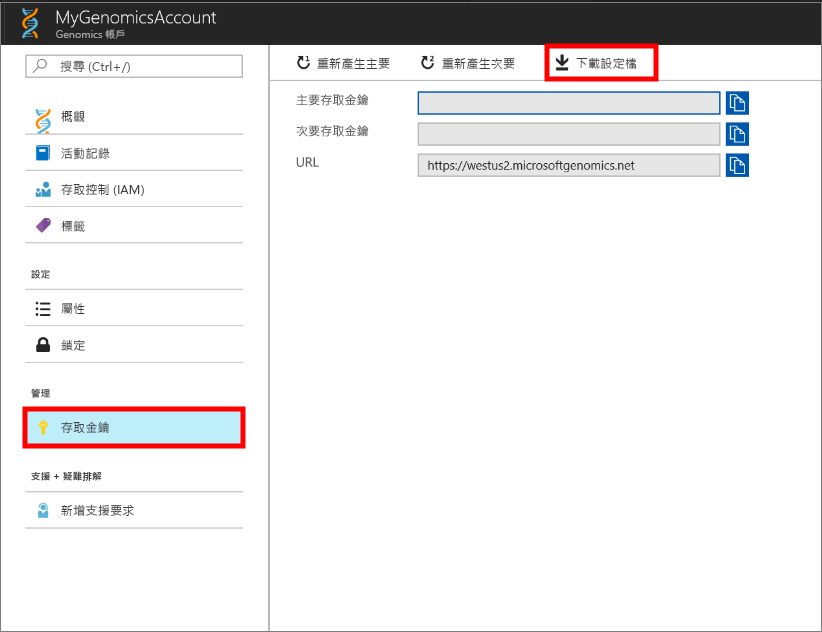 MyGenomicsAccount
Genomics 帳戶
搜尋 (Ctrl+/)
概觀
活動記錄
存取控制 (IAM)
標籤
設定
屬性
鎖定
管理
存取金鑰
支援 + 疑難排解
新增支援要求
重新產生主要 重新產生次要 下載設定檔
主要存取金鑰
次要存取金鑰
URL https://westus2.microsoftgenomics.net